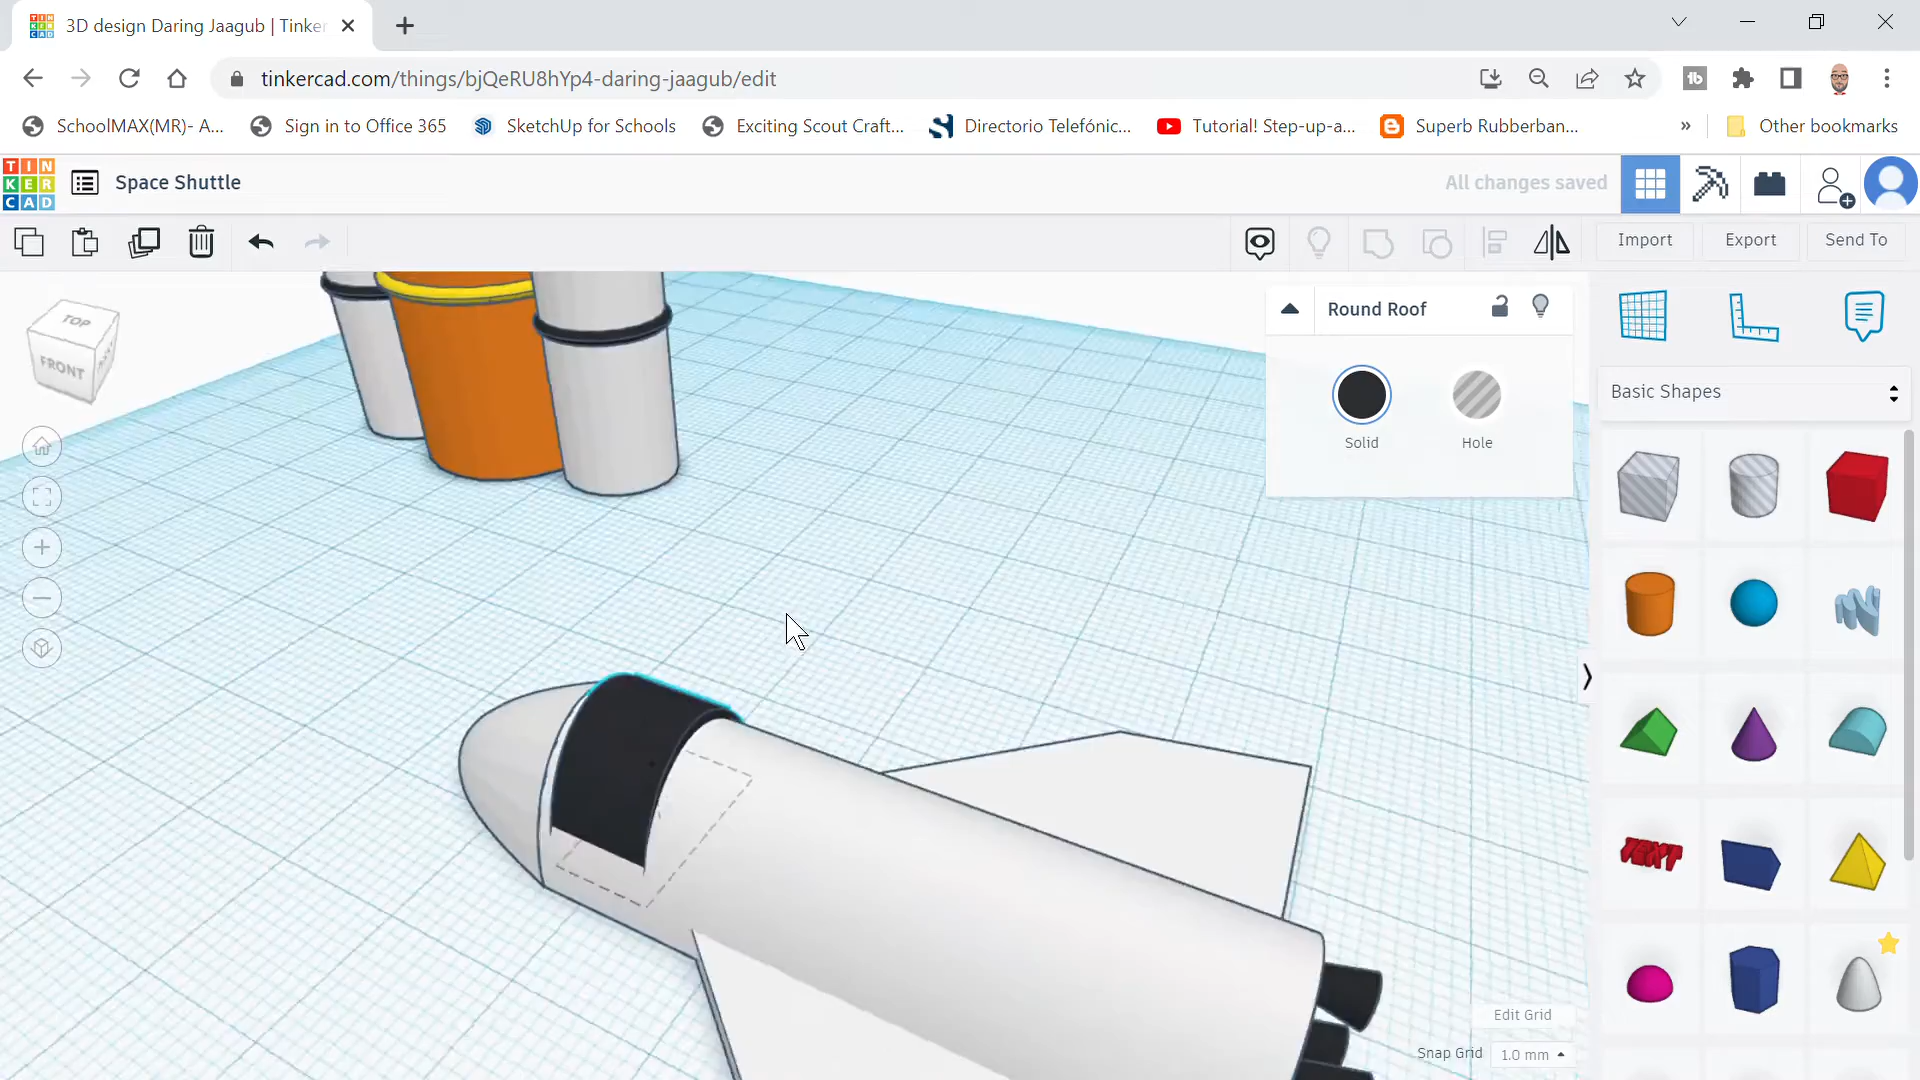 3D design Daring Jaagub | Tinker
tinkercad.com/things/bjQeRU8hYp4-daring-jaagub/edit
SchoolMAX(MR)- A...
Sign in to Office 365
SketchUp for Schools
Exciting Scout Craft...
Directorio Telefónic...
Tutorial! Step-up-a...
Superb Rubberban...
»
Other bookmarks
TIN
KER
CAD
Space Shuttle
All changes saved
Import
Export
Send To
TOP
FRONT
Round Roof
Solid
Hole
Basic Shapes
TEXT
Edit Grid
Snap Grid
1.0 mm